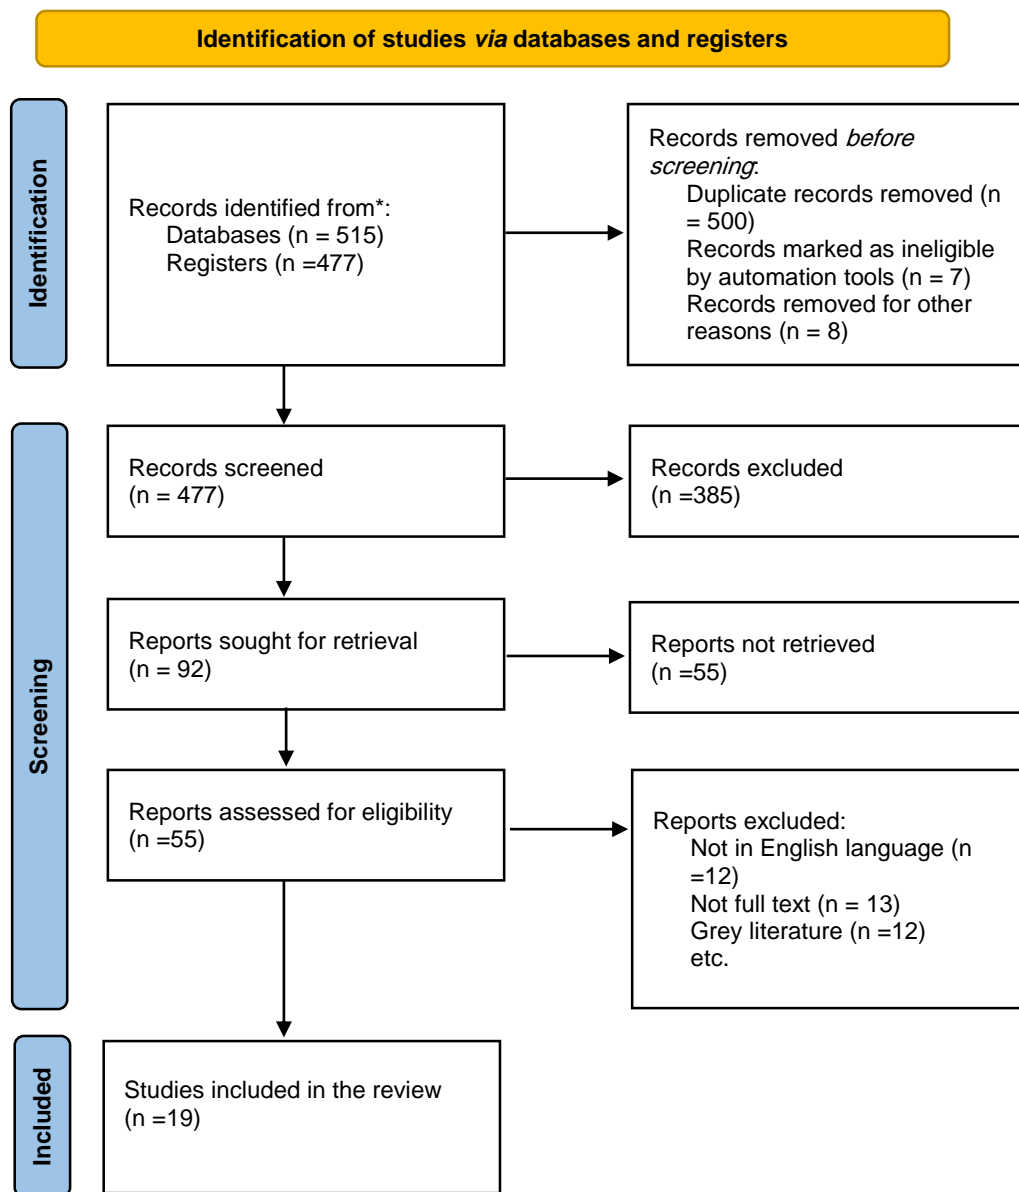 Identification of studies via databases and registers
Identification
Records identified from*:
Databases (n = 515)
Registers (n =477)
Records removed before
screening:
Duplicate records removed (n
= 500)
Records marked as ineligible
by automation tools (n = 7)
Records removed for other
reasons (n = 8)
Screening
Records screened
(n = 477)
Records excluded
(n =385)
Reports sought for retrieval
(n = 92)
Reports not retrieved
(n =55)
Reports assessed for eligibility
(n =55)
Reports excluded:
Not in English language (n
=12)
Not full text (n = 13)
Grey literature (n =12)
etc.
Included
Studies included in the review
(n =19)